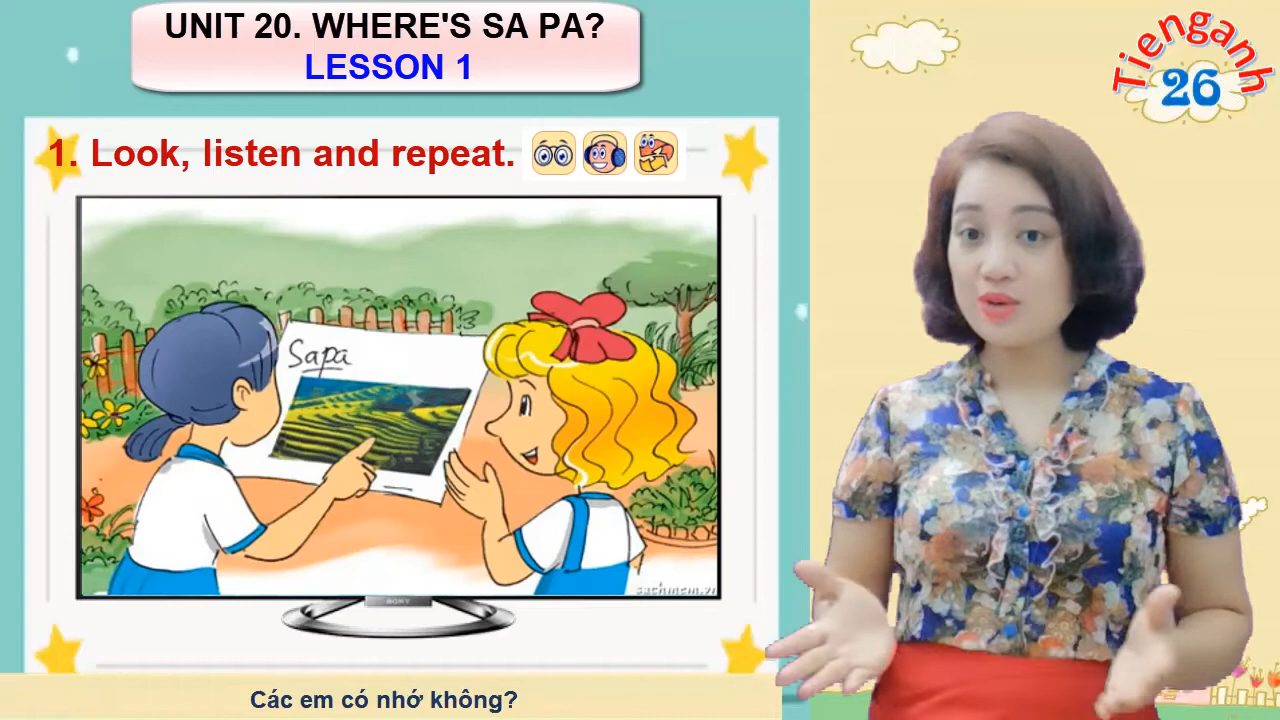 UNIT 20. WHERE'S SA PA?
LESSON 1
Tienganh
26
1. Look, listen and repeat.
Sapa
SONY
sachmem.vn
Các em có nhớ không?